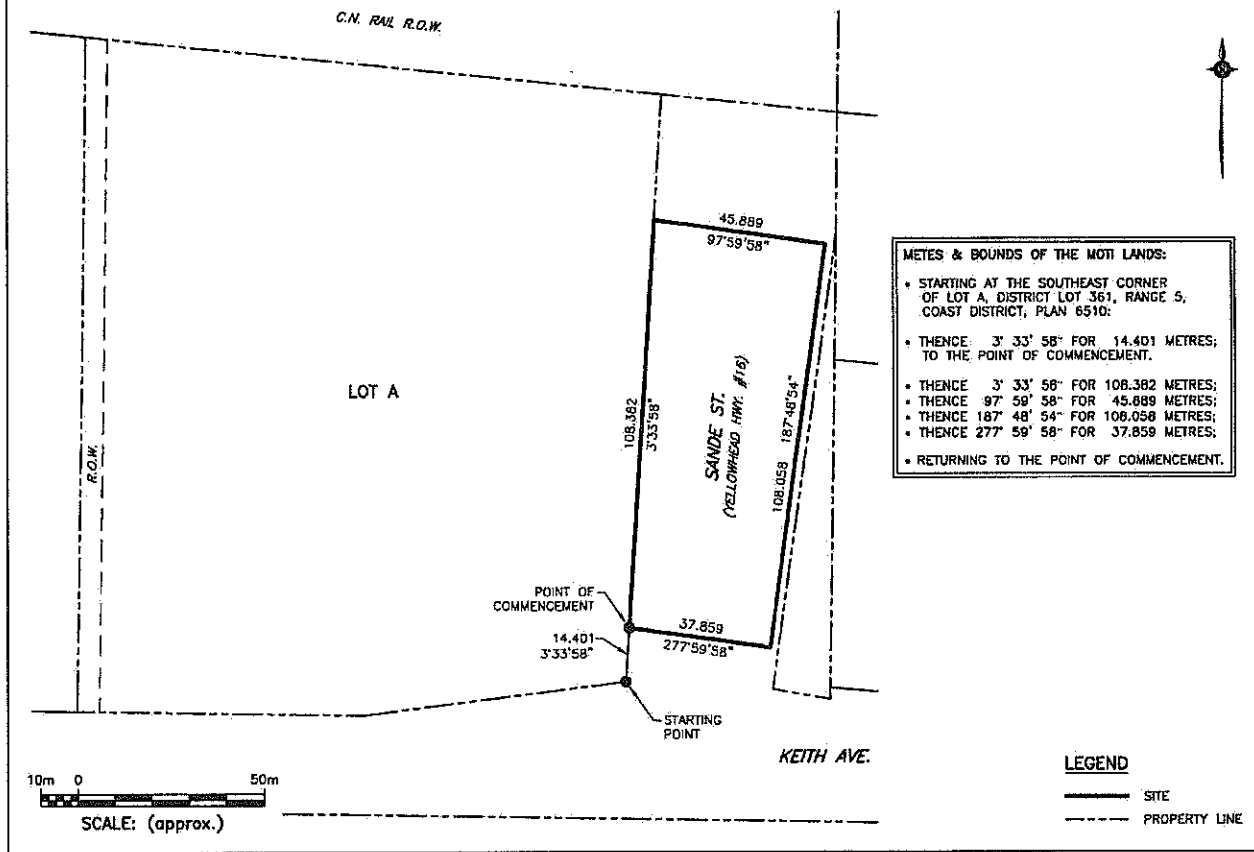 C.N. RAIL R.O.W.
45.889
97°59'58"
METES & BOUNDS OF THE MOTI LANDS:
• STARTING AT THE SOUTHEAST CORNER
OF LOT A, DISTRICT LOT 361, RANGE 5,
COAST DISTRICT, PLAN 6510:
• THENCE 3° 33' 58" FOR 14.401 METRES;
TO THE POINT OF COMMENCEMENT.
• THENCE 3° 33' 58" FOR 108.382 METRES;
• THENCE 97° 59' 58" FOR 45.889 METRES;
• THENCE 187° 48' 54" FOR 108.058 METRES;
• THENCE 277° 59' 58" FOR 37.859 METRES;
• RETURNING TO THE POINT OF COMMENCEMENT.
LOT A
R.O.W.
108.382
3°33'58"
SANDE ST.
(YELLOWHEAD HWY. #16)
187°48'54"
108.058
POINT OF
COMMENCEMENT
37.859
277°59'58"
14.401
3°33'58"
STARTING
POINT
KEITH AVE.
10m 0 50m
SCALE: (approx.)
LEGEND
SITE
PROPERTY LINE